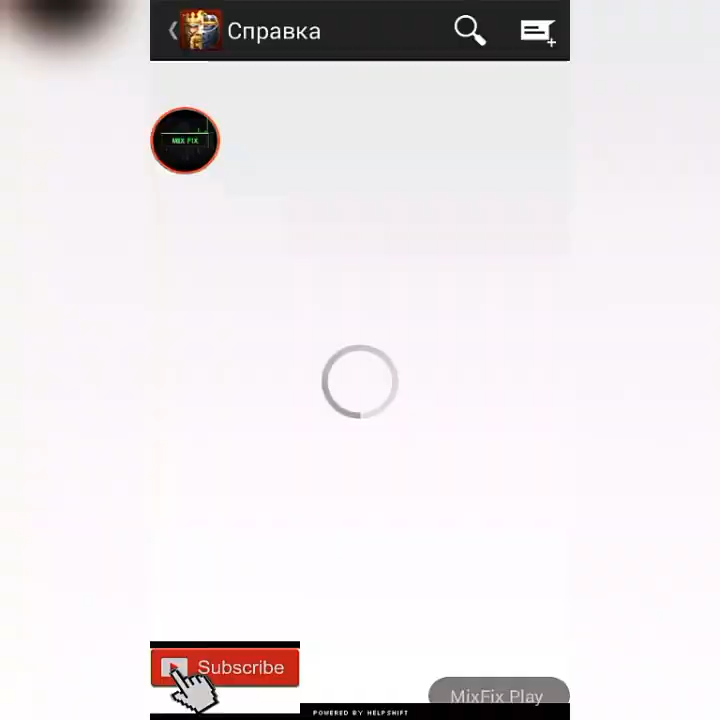 Справка
MIX FIX
Subscribe
MixFix Play
POWERED BY HELPSHIFT